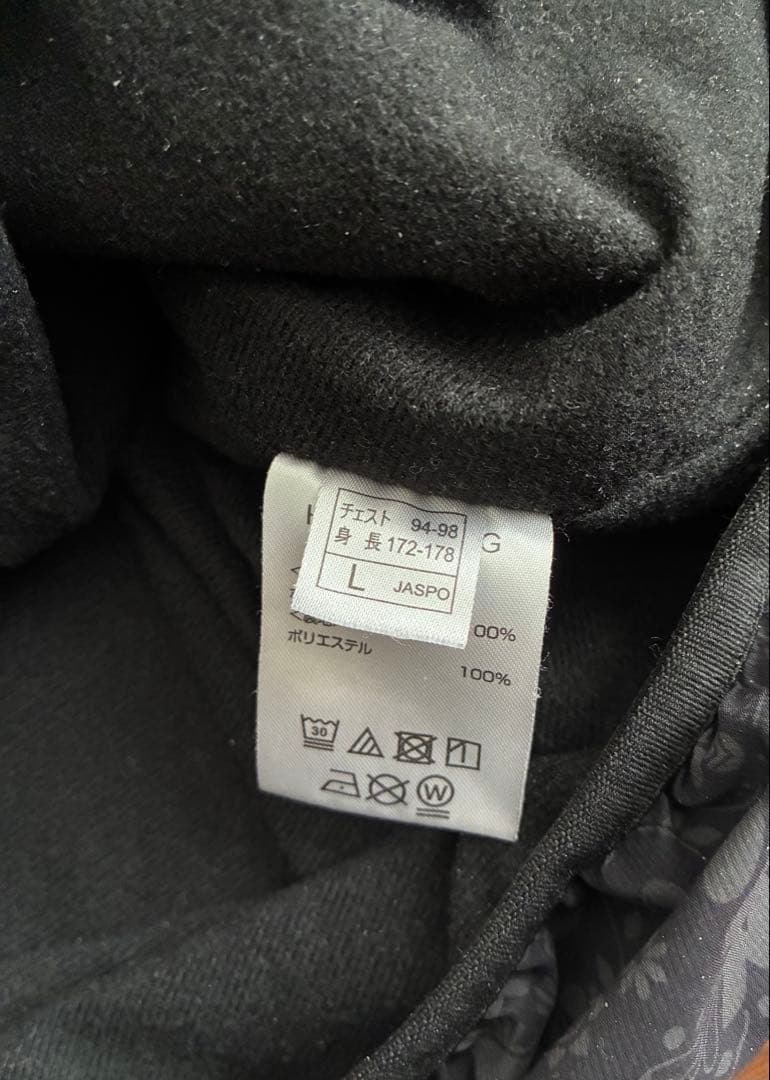 チェスト 94-98
身 長 172-178
L JASPO
G
00%
ポリエステル
100%
30
W